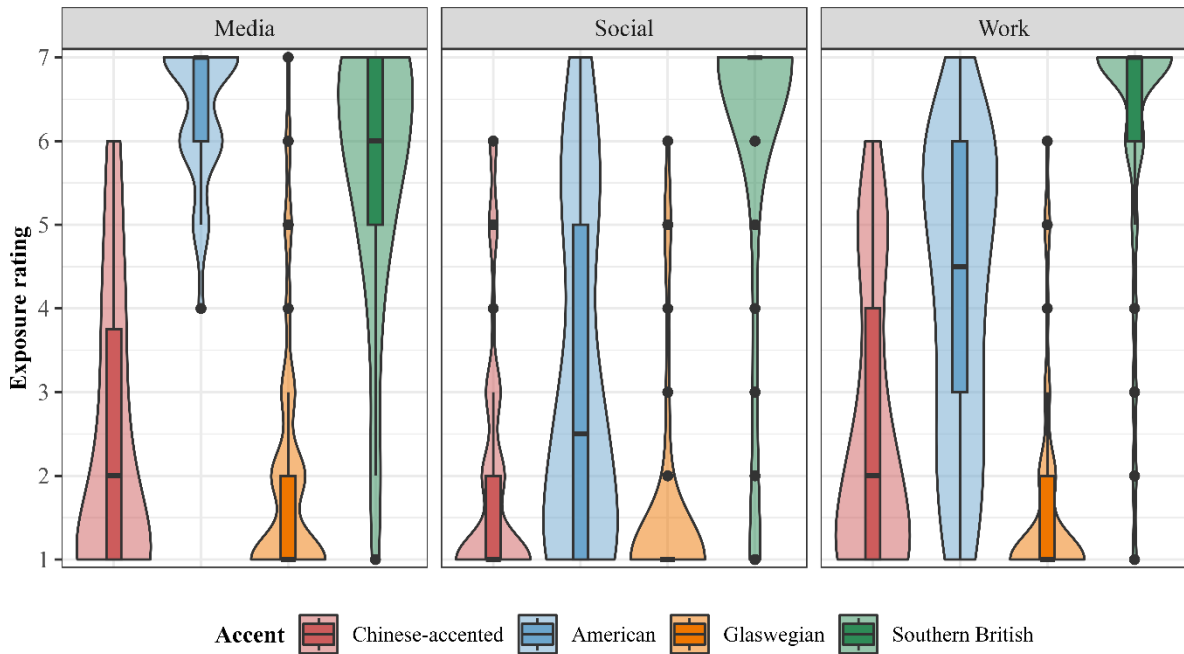 Media Social Work
Exposure rating
7
6
5
4
3
2
1
Accent Chinese-accented American Glaswegian Southern British